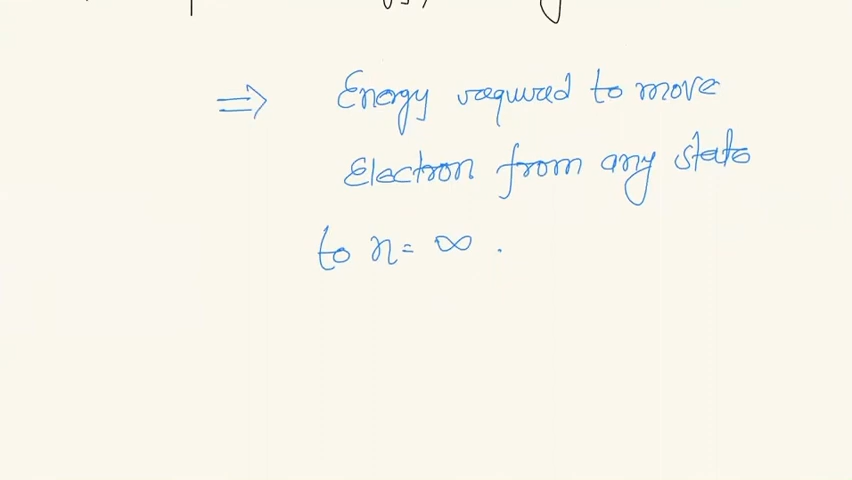 ⇒ Energy required to move
Electron from any state
to n = ∞ .